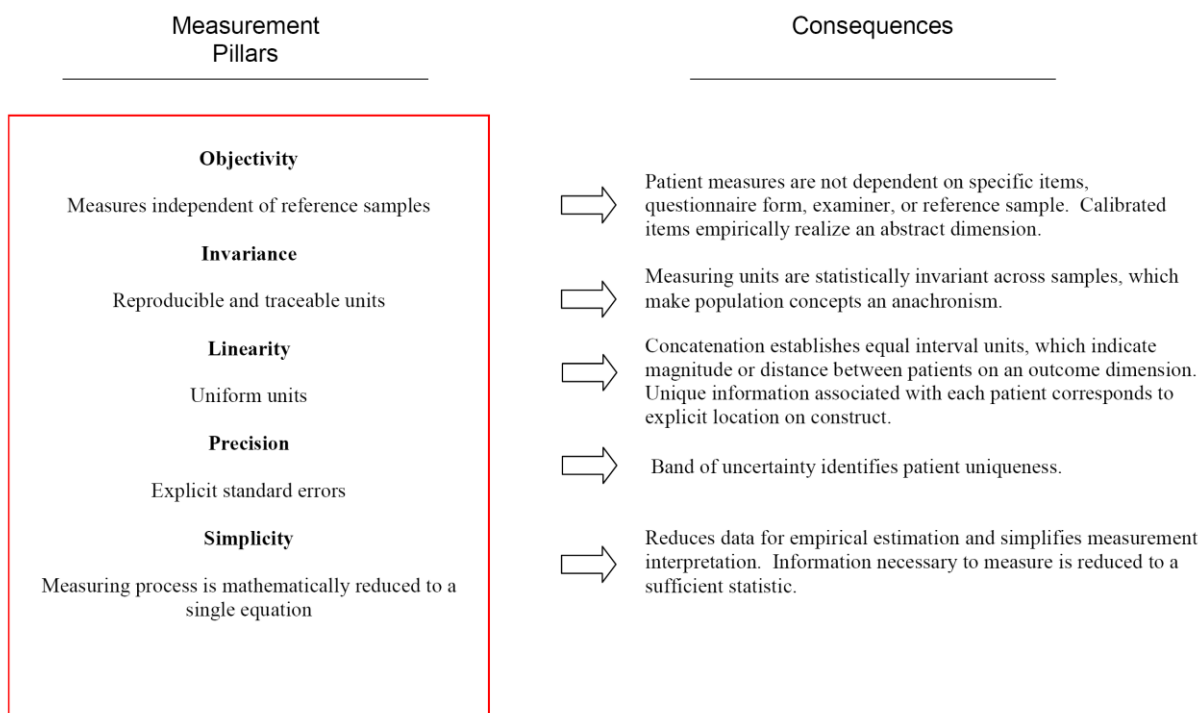 Measurement
Pillars
Consequences
Objectivity
Measures independent of reference samples
Patient measures are not dependent on specific items,
questionnaire form, examiner, or reference sample.  Calibrated
items empirically realize an abstract dimension.
Invariance
Reproducible and traceable units
Measuring units are statistically invariant across samples, which
make population concepts an anachronism.
Linearity
Uniform units
Concatenation establishes equal interval units, which indicate
magnitude or distance between patients on an outcome dimension.
Unique information associated with each patient corresponds to
explicit location on construct.
Precision
Explicit standard errors
Band of uncertainty identifies patient uniqueness.
Simplicity
Measuring process is mathematically reduced to a
single equation
Reduces data for empirical estimation and simplifies measurement
interpretation.  Information necessary to measure is reduced to a
sufficient statistic.